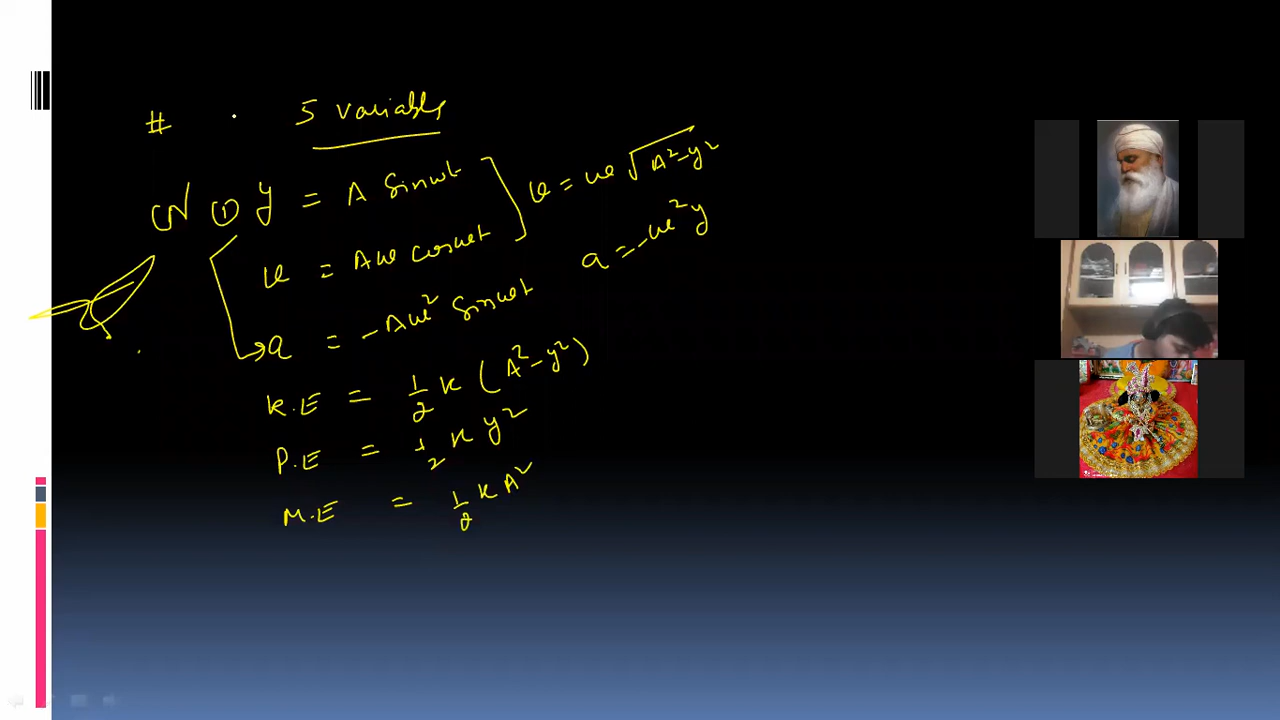 # 5 variable
① y = A Sinωt
v = Aω cosωt
v = ω √A²-y²
a = -Aω² Sinωt
a = -ω²y
K.E = 1/2 K (A²-y²)
P.E = 1/2 K y²
M.E = 1/2 K A²